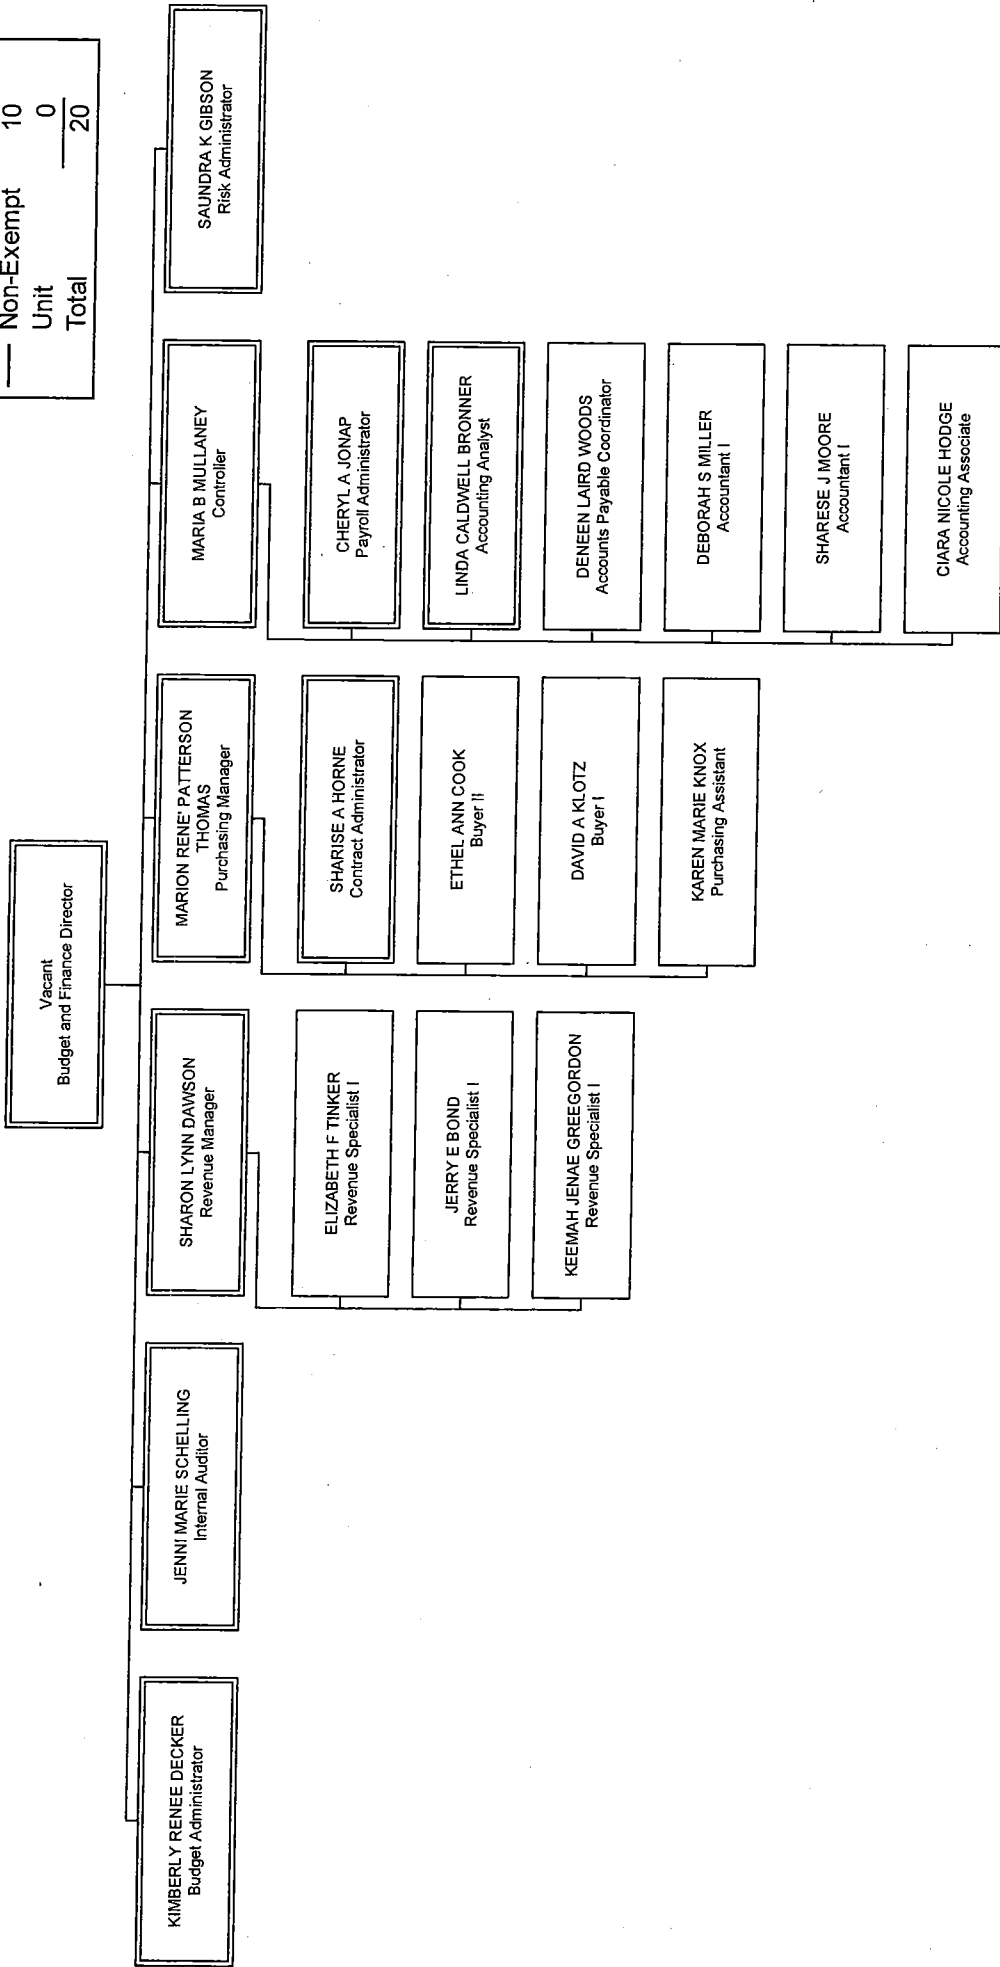 Non-Exempt 10
Unit 0
Total 20
Vacant
Budget and Finance Director
KIMBERLY RENEE DECKER
Budget Administrator
JENNI MARIE SCHELLING
Internal Auditor
SHARON LYNN DAWSON
Revenue Manager
MARION RENE' PATTERSON
THOMAS
Purchasing Manager
MARIA B MULLANEY
Controller
SAUNDRA K GIBSON
Risk Administrator
ELIZABETH F TINKER
Revenue Specialist I
JERRY E BOND
Revenue Specialist I
KEEMAH JENAE GREEGORDON
Revenue Specialist I
SHARISE A HORNE
Contract Administrator
ETHEL ANN COOK
Buyer II
DAVID A KLOTZ
Buyer I
KAREN MARIE KNOX
Purchasing Assistant
CHERYL A JONAP
Payroll Administrator
LINDA CALDWELL BRONNER
Accounting Analyst
DENEEN LAIRD WOODS
Accounts Payable Coordinator
DEBORAH S MILLER
Accountant I
SHARESE J MOORE
Accountant I
CIARA NICOLE HODGE
Accounting Associate